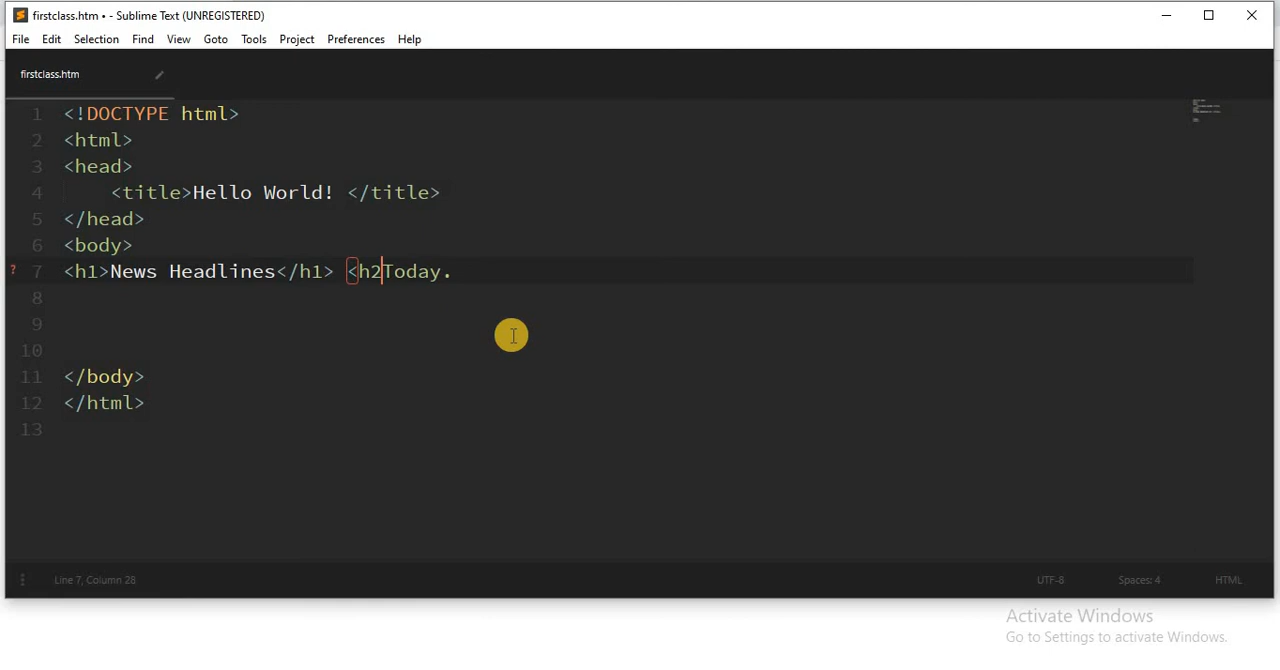 firstclass.htm • - Sublime Text (UNREGISTERED)
File Edit Selection Find View Goto Tools Project Preferences Help
firstclass.htm
1 <!DOCTYPE html>
2 <html>
3 <head>
4 <title>Hello World! </title>
5 </head>
6 <body>
? 7 <h1>News Headlines</h1> <h2Today.
8
9
10
11 </body>
12 </html>
13
Line 7, Column 28 UTF-8 Spaces: 4 HTML
Activate Windows
Go to Settings to activate Windows.